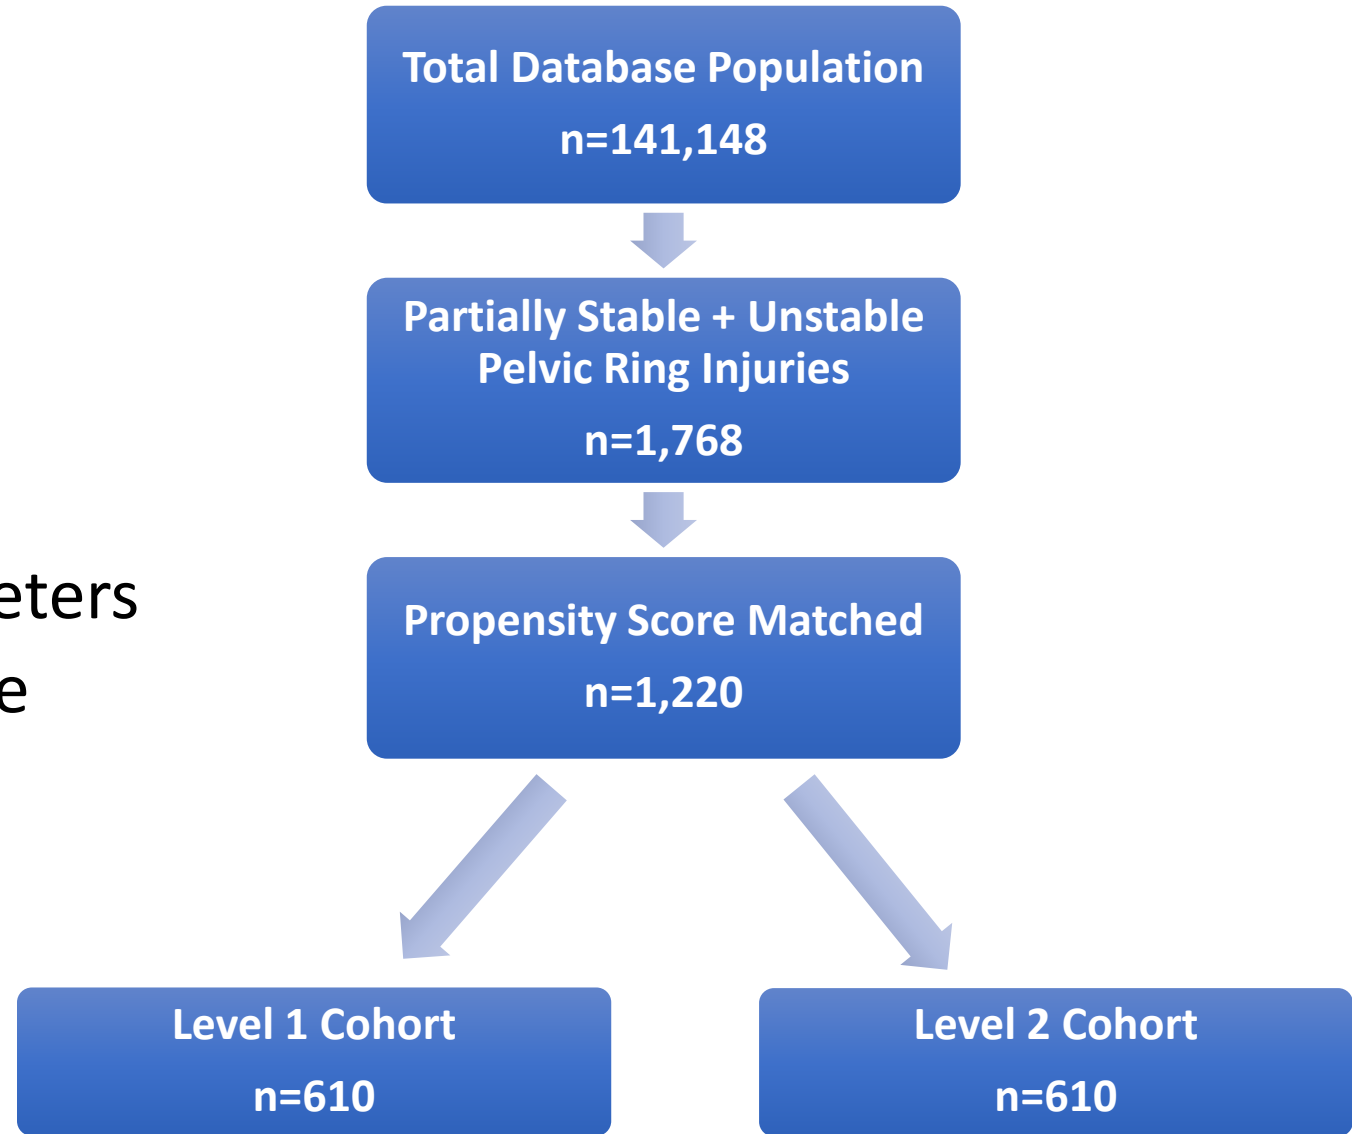 Total Database Population
n=141,148
Partially Stable + Unstable
Pelvic Ring Injuries
n=1,768
eters
e
Propensity Score Matched
n=1,220
Level 1 Cohort
n=610
Level 2 Cohort
n=610